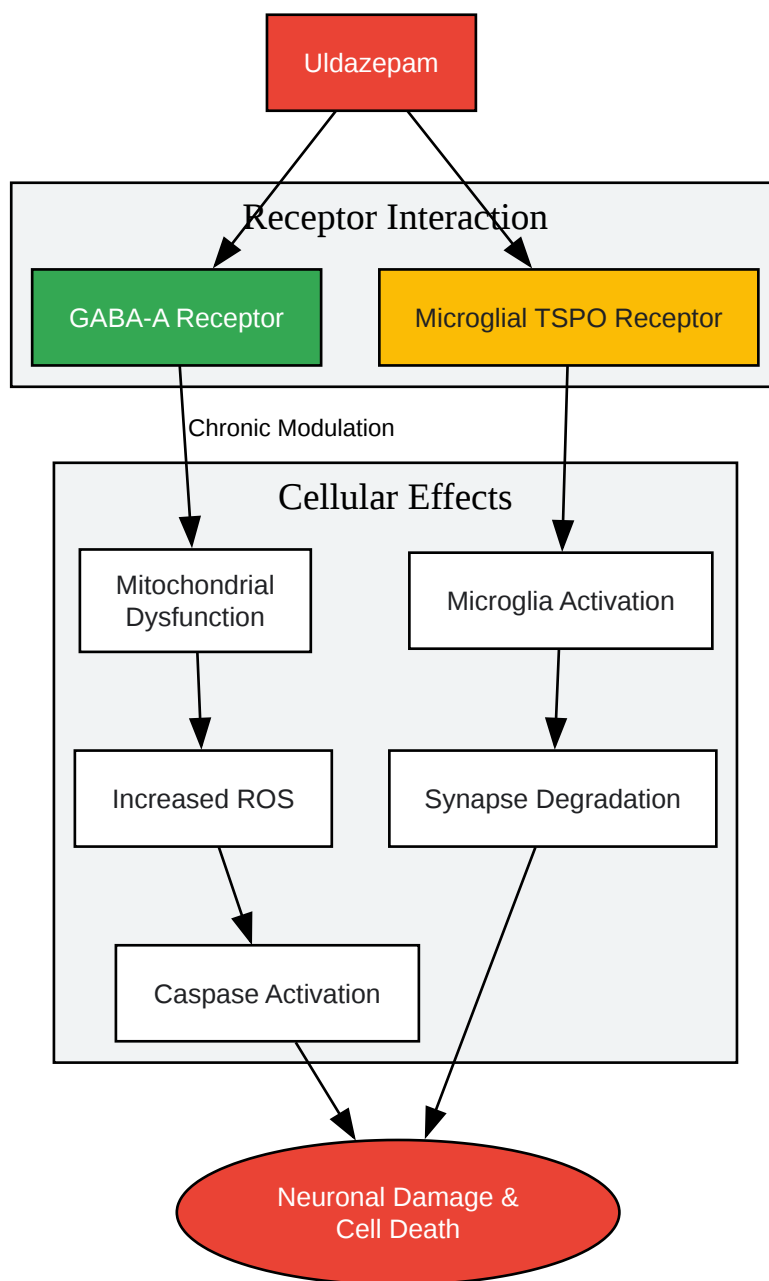 Uldazepam
Receptor Interaction
GABA-A Receptor
Microglial TSPO Receptor
Chronic Modulation
Cellular Effects
Mitochondrial
Dysfunction
Microglia Activation
Increased ROS
Synapse Degradation
Caspase Activation
Neuronal Damage &
Cell Death